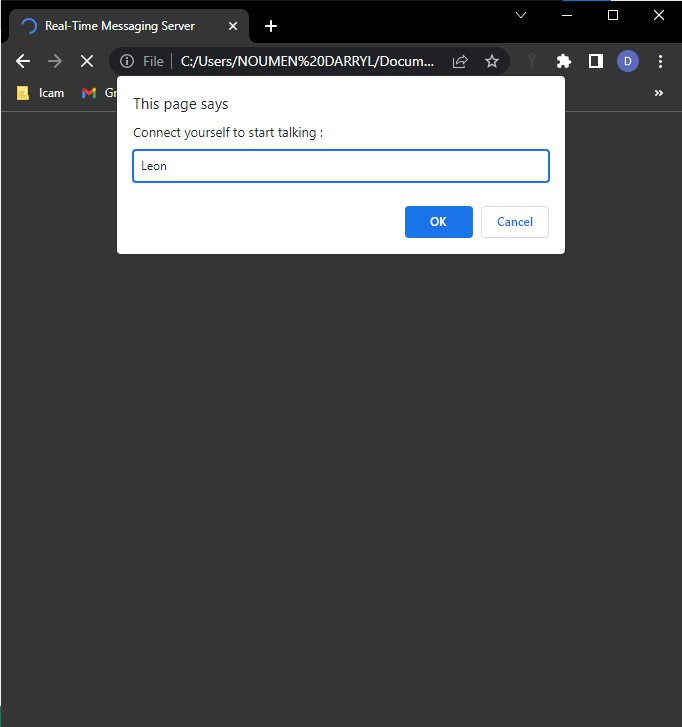 Real-Time Messaging Server
File C:/Users/NOUMEN%20DARRYL/Docum...
D
Icam
This page says
Connect yourself to start talking :
Leon
OK
Cancel